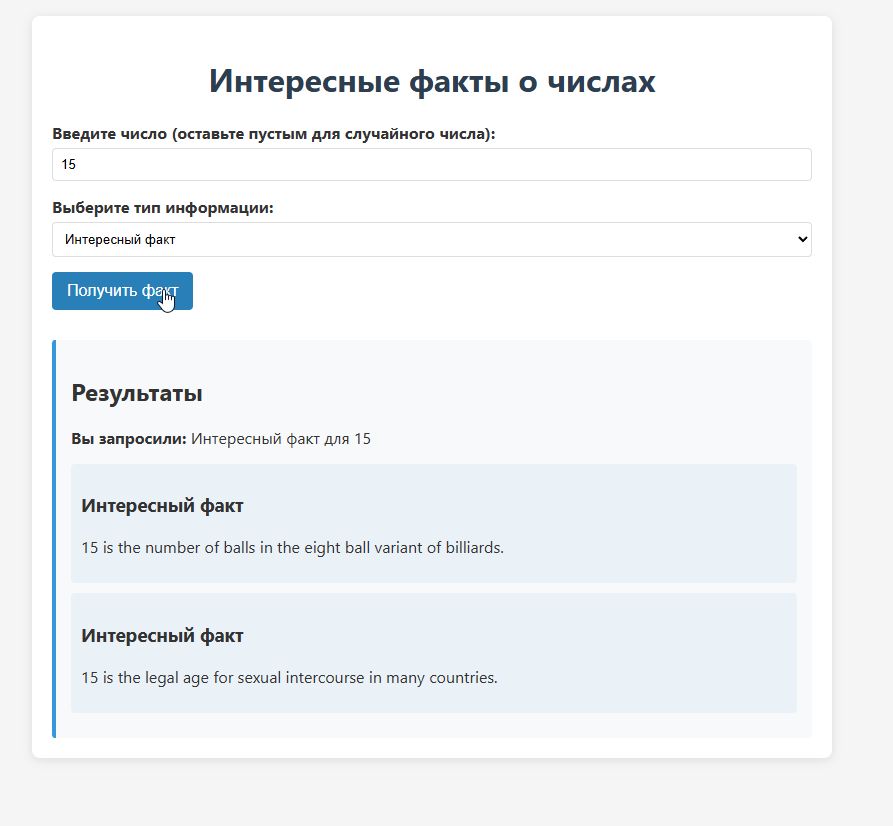 Интересные факты о числах
Введите число (оставьте пустым для случайного числа):
15
Выберите тип информации:
Интересный факт
Получить факт
Результаты
Вы запросили: Интересный факт для 15
Интересный факт
15 is the number of balls in the eight ball variant of billiards.
Интересный факт
15 is the legal age for sexual intercourse in many countries.